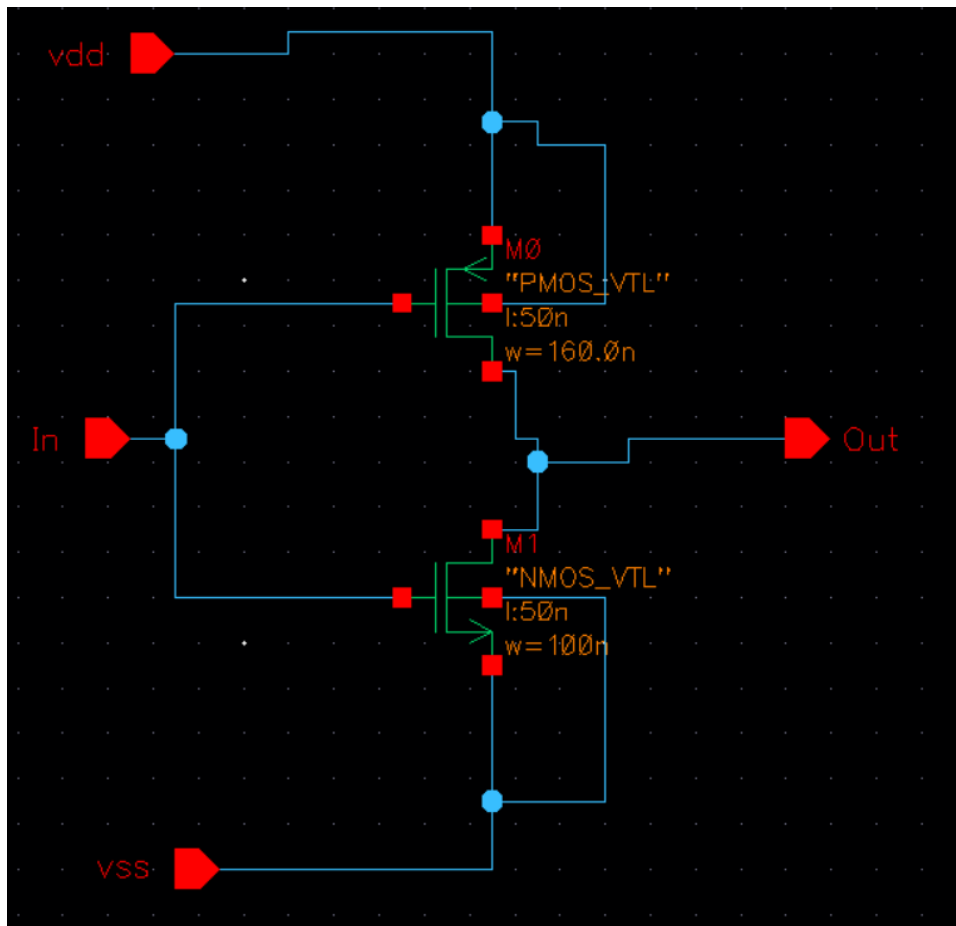 vdd
M0
"PMOS_VTL"
l:50n
w=160.0n
In
Out
M1
"NMOS_VTL"
l:50n
w=100n
vss